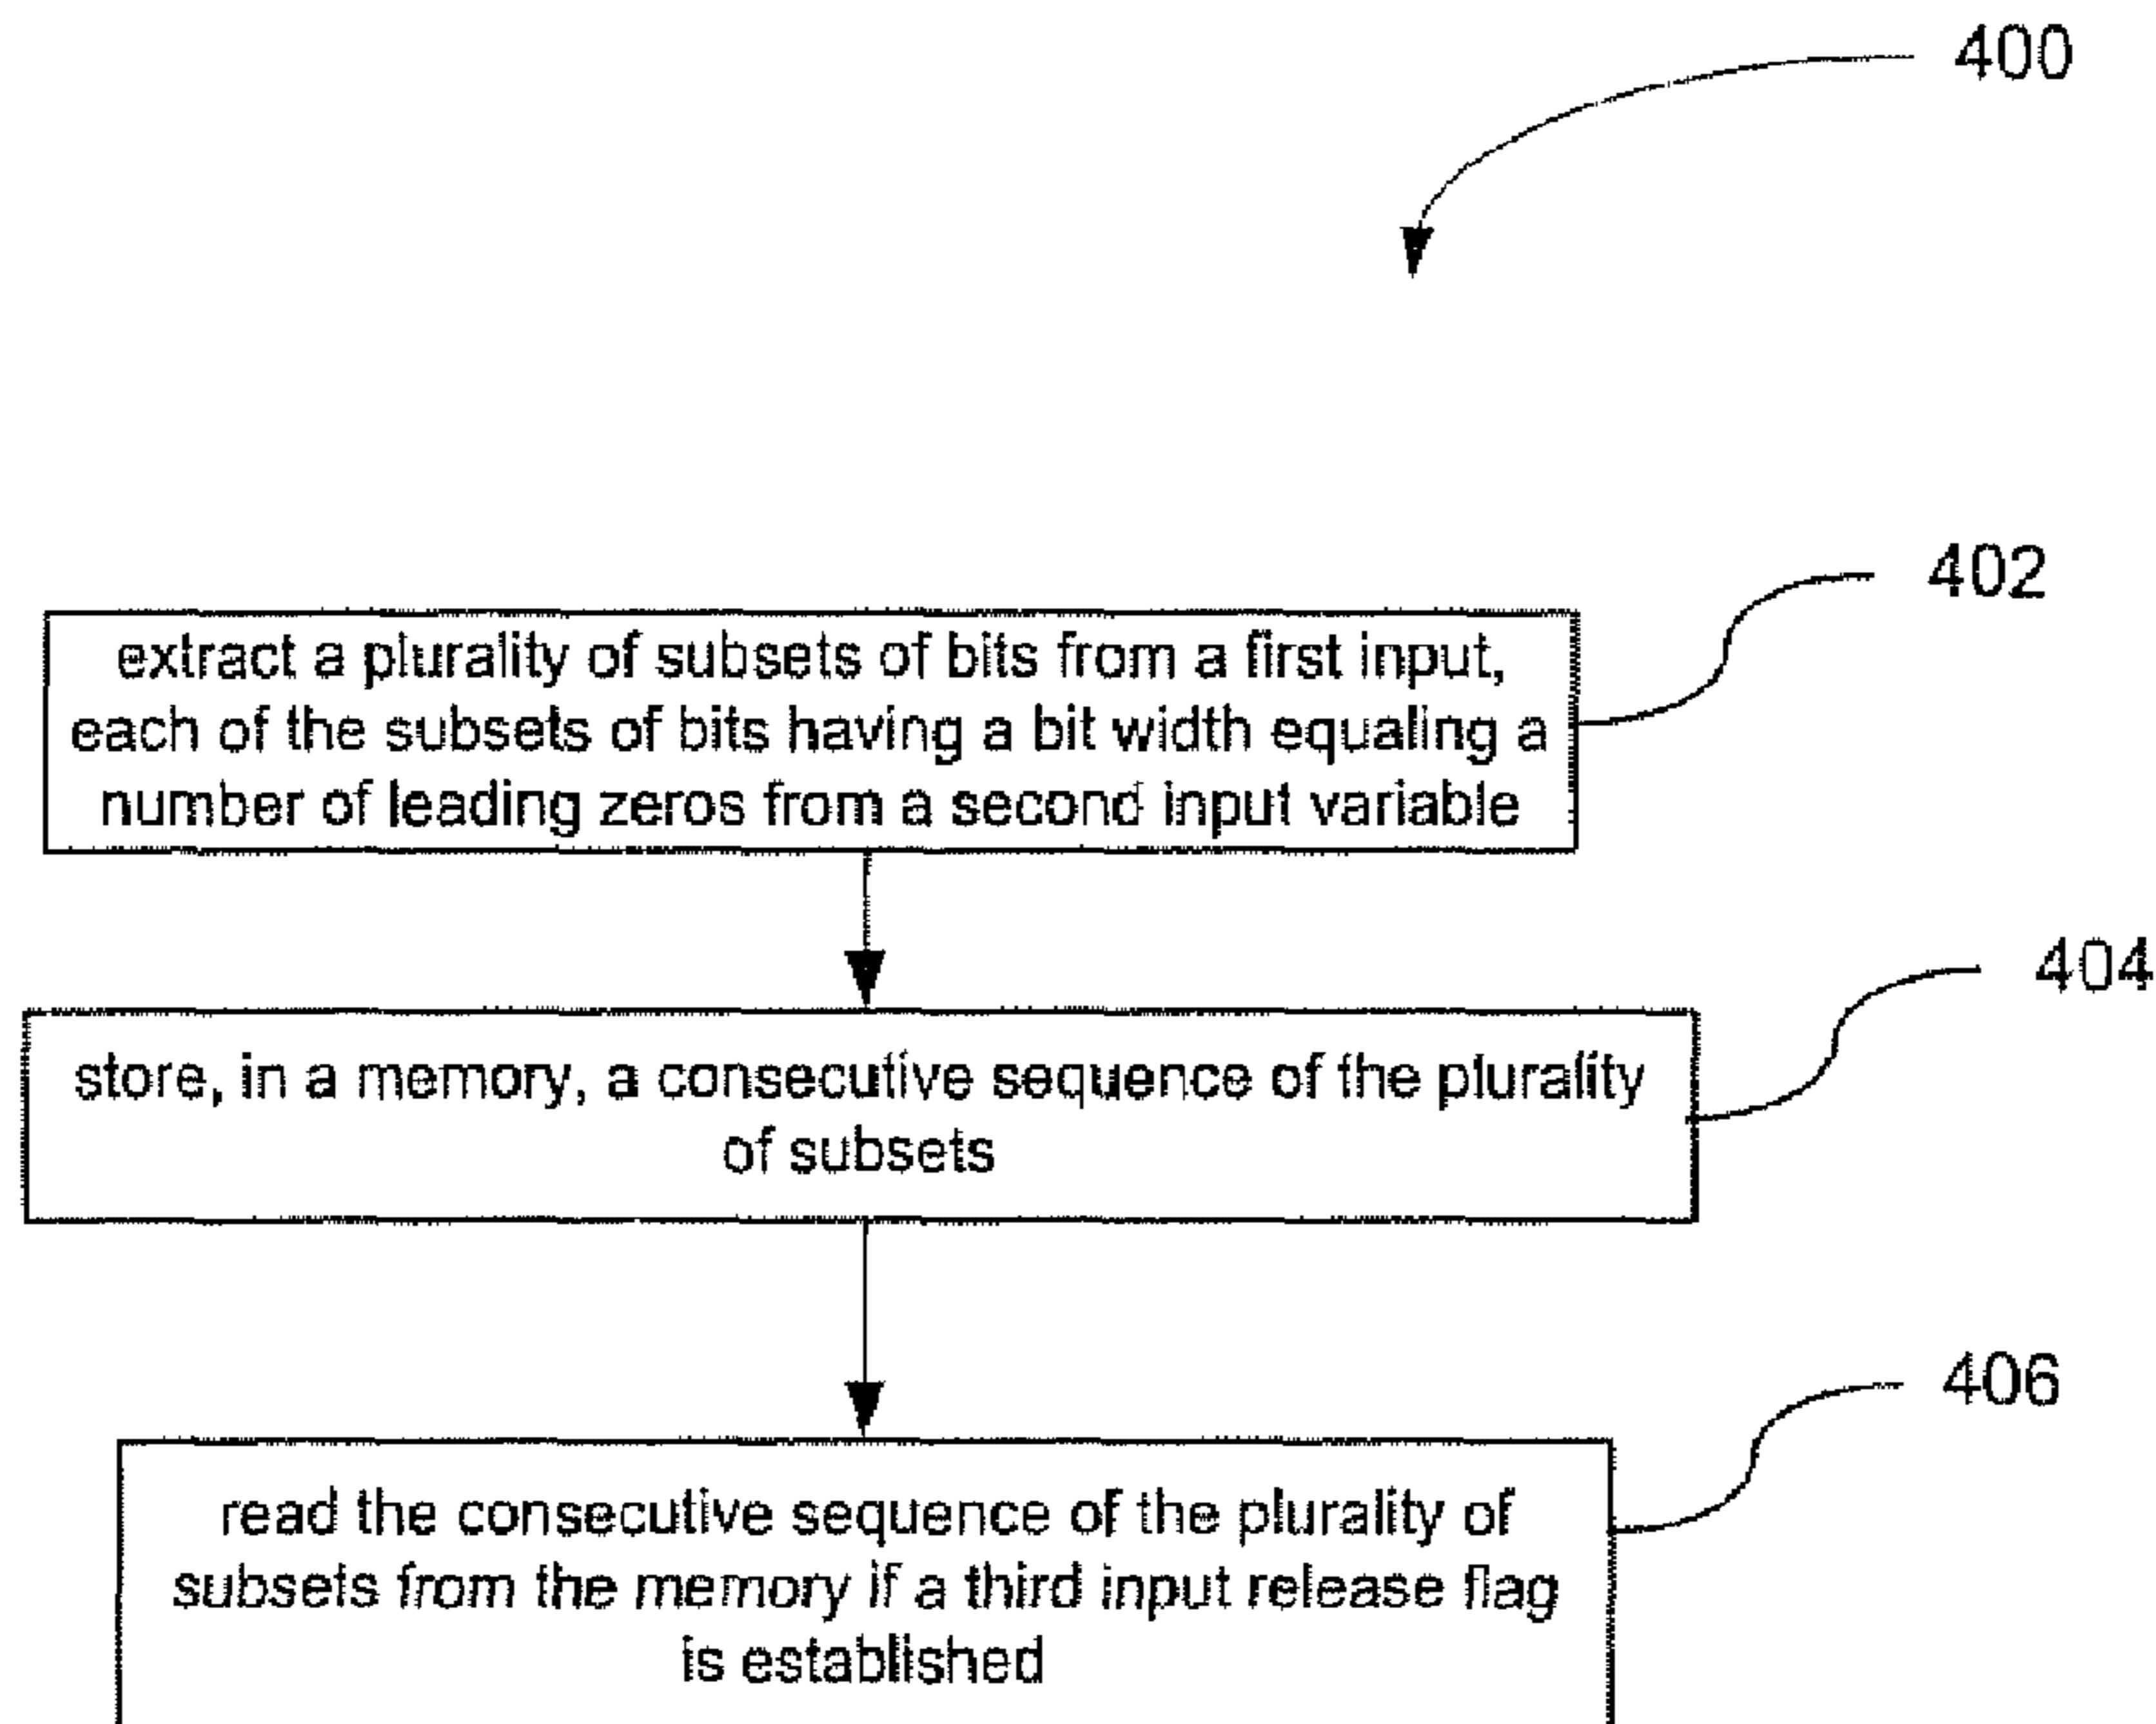 400
402
extract a plurality of subsets of bits from a first input,
each of the subsets of bits having a bit width equaling a
number of leading zeros from a second input variable
404
store, in a memory, a consecutive sequence of the plurality
of subsets
406
read the consecutive sequence of the plurality of
subsets from the memory if a third input release flag
is established